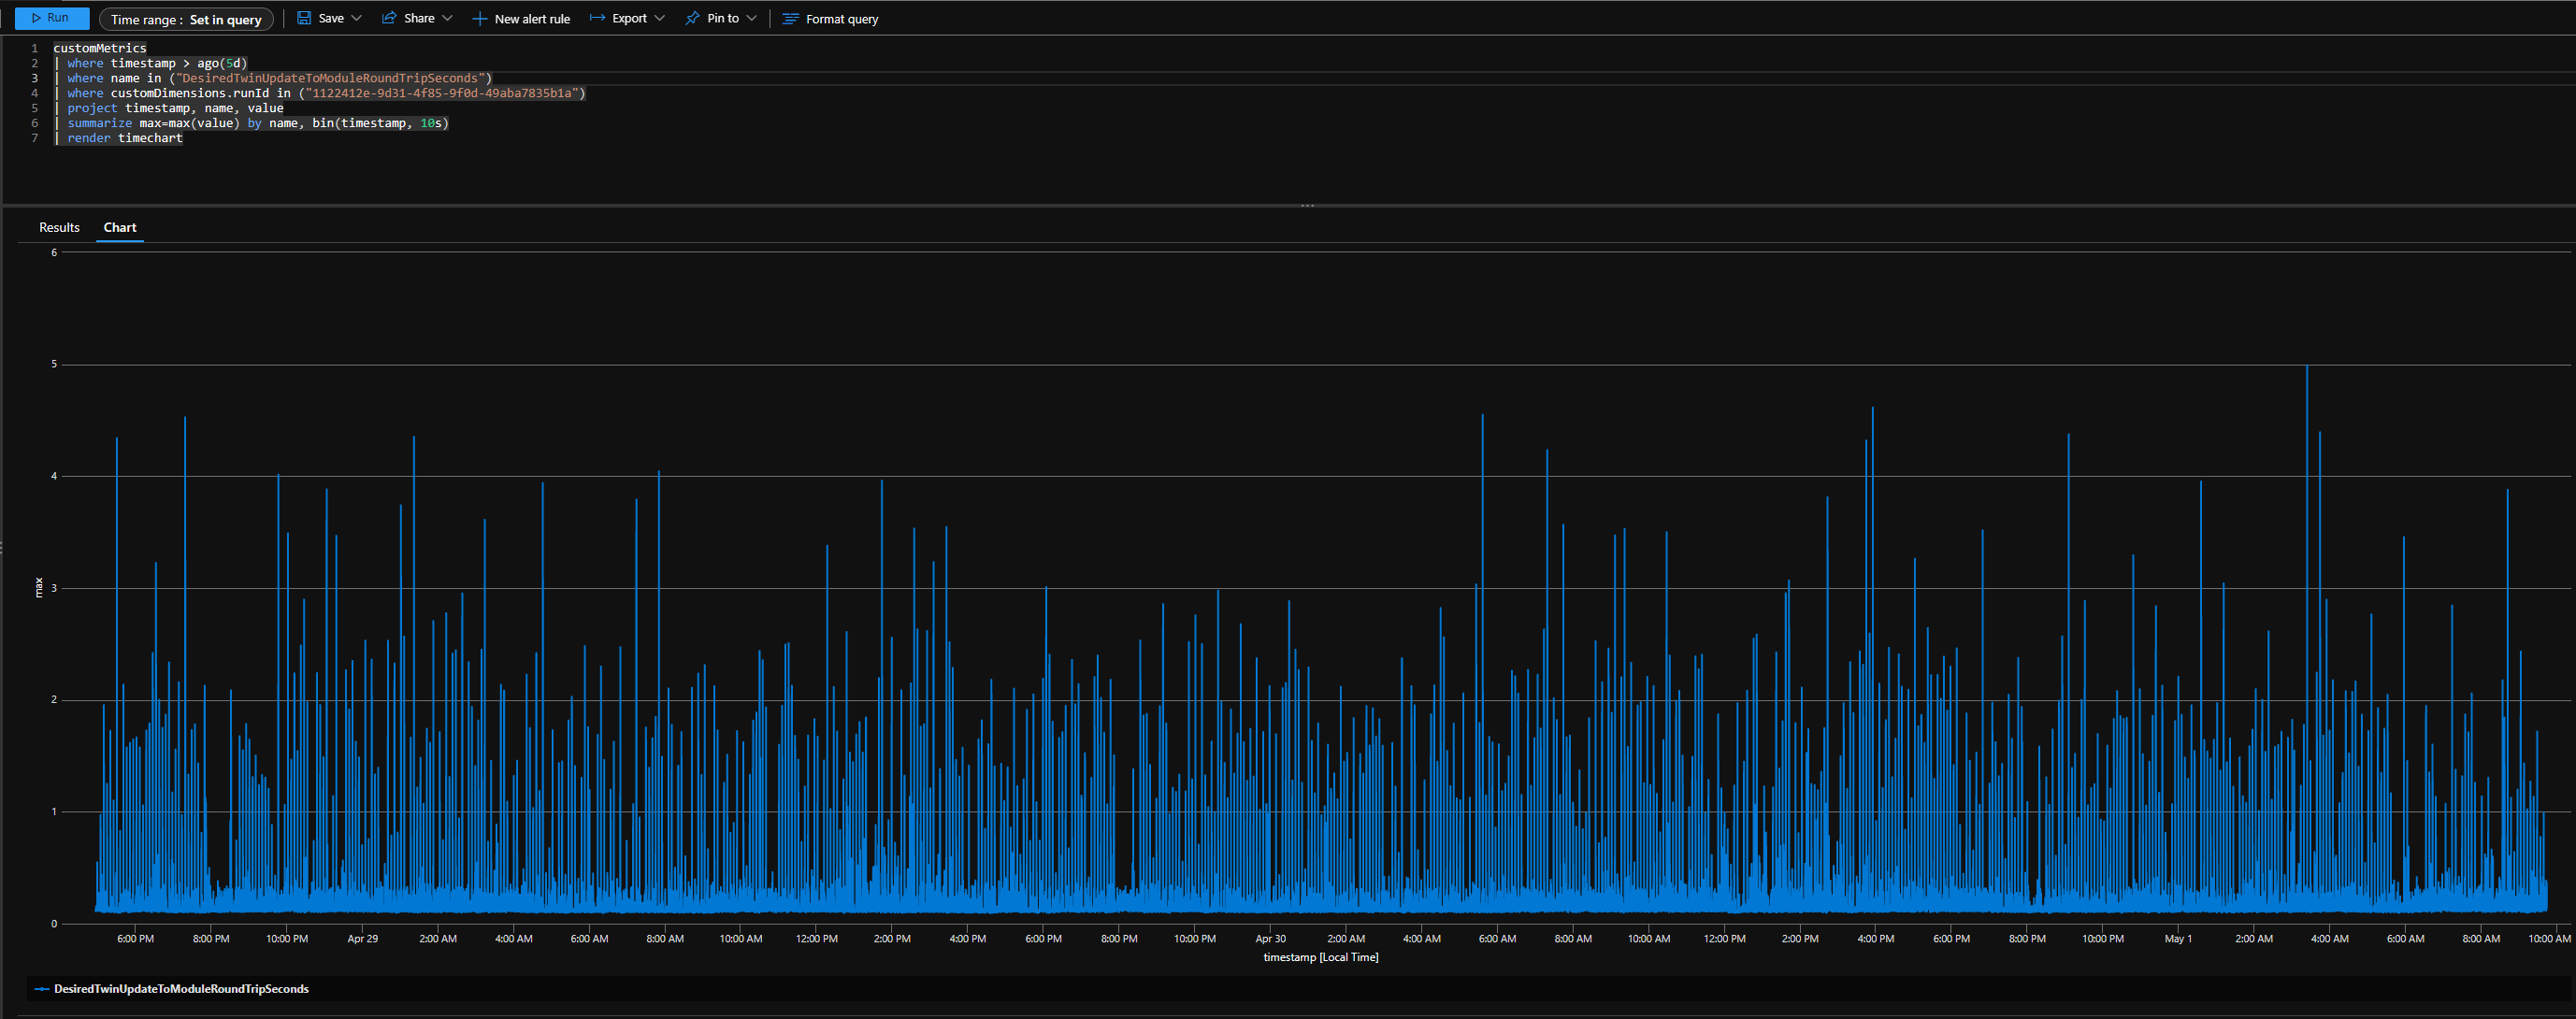 Run Time range : Set in query Save Share New alert rule Export Pin to Format query
1 customMetrics
2 | where timestamp > ago(5d)
3 | where name in ("DesiredTwinUpdateToModuleRoundTripSeconds")
4 | where customDimensions.runId in ("1122412e-9d31-4f85-9f0d-49aba7835b1a")
5 | project timestamp, name, value
6 | summarize max=max(value) by name, bin(timestamp, 10s)
7 | render timechart
Results Chart
6
5
4
3
2
1
0
max
6:00 PM 8:00 PM 10:00 PM Apr 29 2:00 AM 4:00 AM 6:00 AM 8:00 AM 10:00 AM 12:00 PM 2:00 PM 4:00 PM 6:00 PM 8:00 PM 10:00 PM Apr 30 2:00 AM 4:00 AM 6:00 AM 8:00 AM 10:00 AM 12:00 PM 2:00 PM 4:00 PM 6:00 PM 8:00 PM 10:00 PM May 1 2:00 AM 4:00 AM 6:00 AM 8:00 AM 10:00 AM
timestamp [Local Time]
DesiredTwinUpdateToModuleRoundTripSeconds